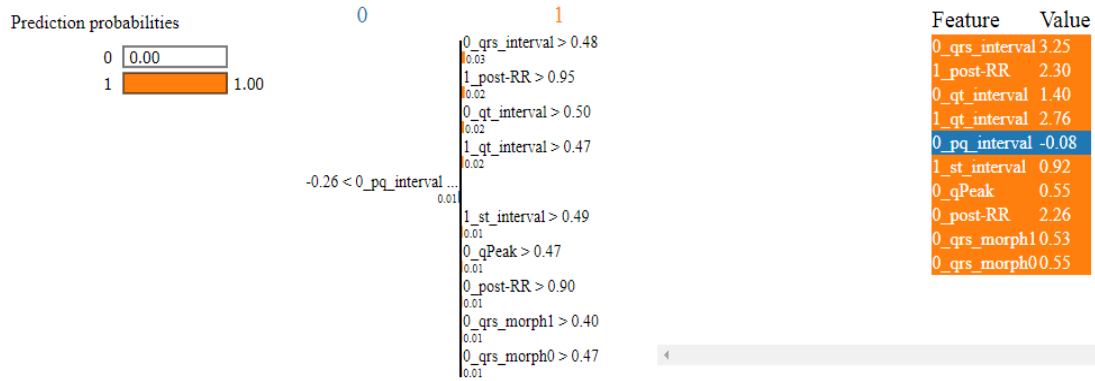 Prediction probabilities
0 0.00
1 1.00
0 1
0_qrs_interval > 0.48
0.03
1_post-RR > 0.95
0.02
0_qt_interval > 0.50
0.02
1_qt_interval > 0.47
0.02
-0.26 < 0_pq_interval ...
0.01
1_st_interval > 0.49
0.01
0_qPeak > 0.47
0.01
0_post-RR > 0.90
0.01
0_qrs_morph1 > 0.40
0.01
0_qrs_morph0 > 0.47
0.01
Feature Value
0_qrs_interval 3.25
1_post-RR 2.30
0_qt_interval 1.40
1_qt_interval 2.76
0_pq_interval -0.08
1_st_interval 0.92
0_qPeak 0.55
0_post-RR 2.26
0_qrs_morph1 0.53
0_qrs_morph0 0.55